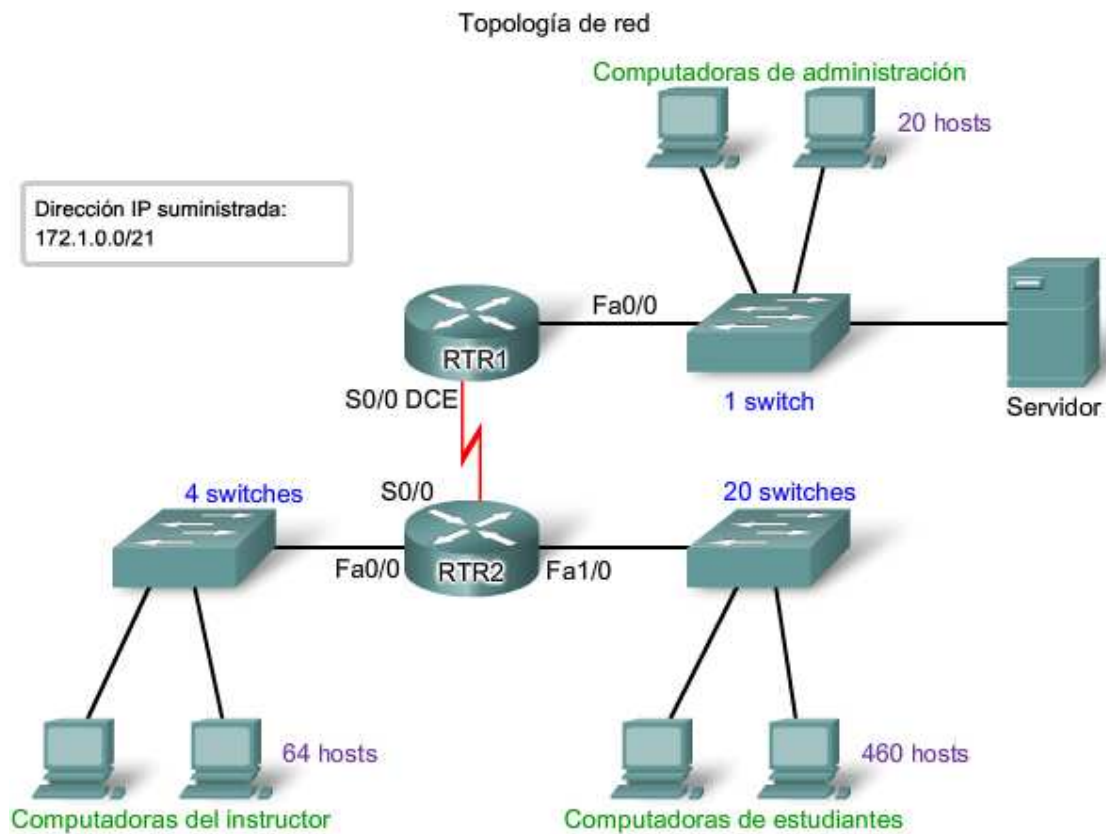 Topología de red
Computadoras de administración
20 hosts
Dirección IP suministrada:
172.1.0.0/21
Fa0/0
RTR1
S0/0 DCE
1 switch
Servidor
4 switches
S0/0
20 switches
Fa0/0
RTR2
Fa1/0
64 hosts
460 hosts
Computadoras del instructor
Computadoras de estudiantes